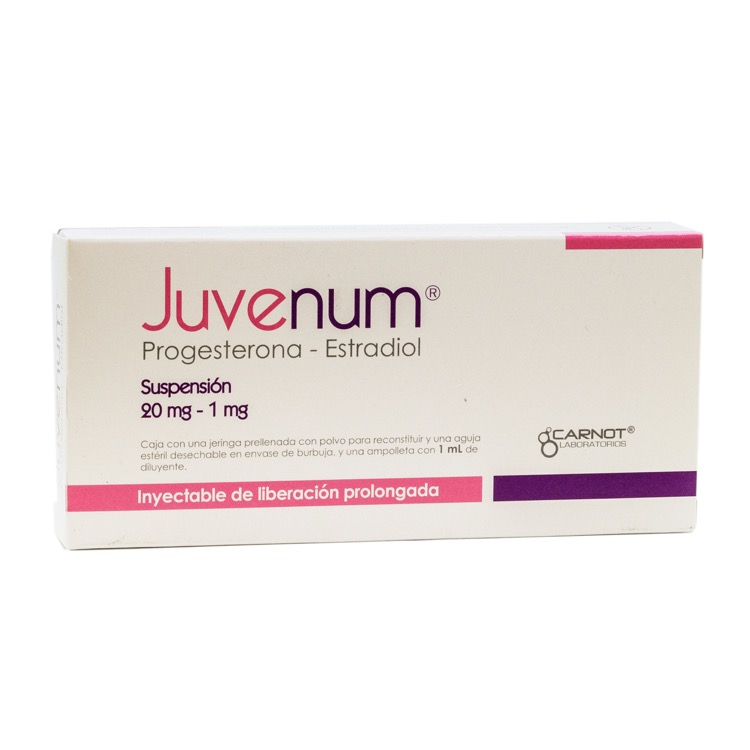 Juvenum®
Progesterona - Estradiol
Suspensión
20 mg - 1 mg
Caja con una jeringa prellenada con polvo para reconstituir y una aguja
estéril desechable en envase de burbuja, y una ampolleta con 1 mL de
diluyente.
CARNOT®
LABORATORIOS
Inyectable de liberación prolongada